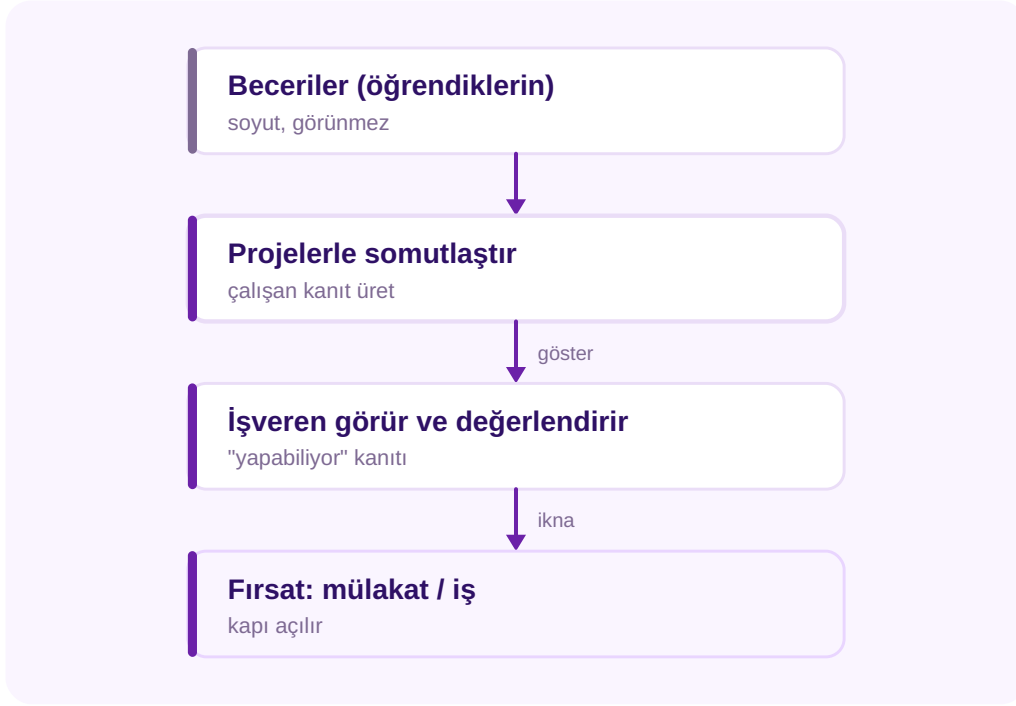 Beceriler (öğrendiklerin)
soyut, görünmez
Projelerle somutlaştır
çalışan kanıt üret
göster
İşveren görür ve değerlendirir
"yapabiliyor" kanıtı
ikna
Fırsat: mülakat / iş
kapı açılır